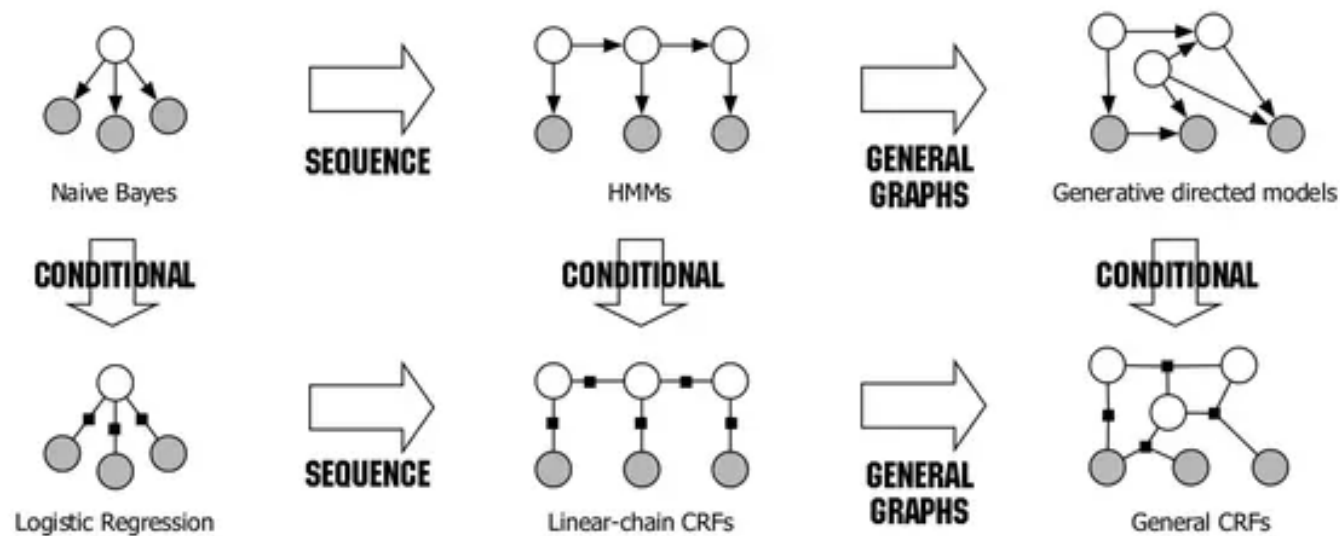 SEQUENCE
GENERAL
GRAPHS
Naive Bayes
HMMs
Generative directed models
CONDITIONAL
CONDITIONAL
CONDITIONAL
SEQUENCE
GENERAL
GRAPHS
Logistic Regression
Linear-chain CRFs
General CRFs